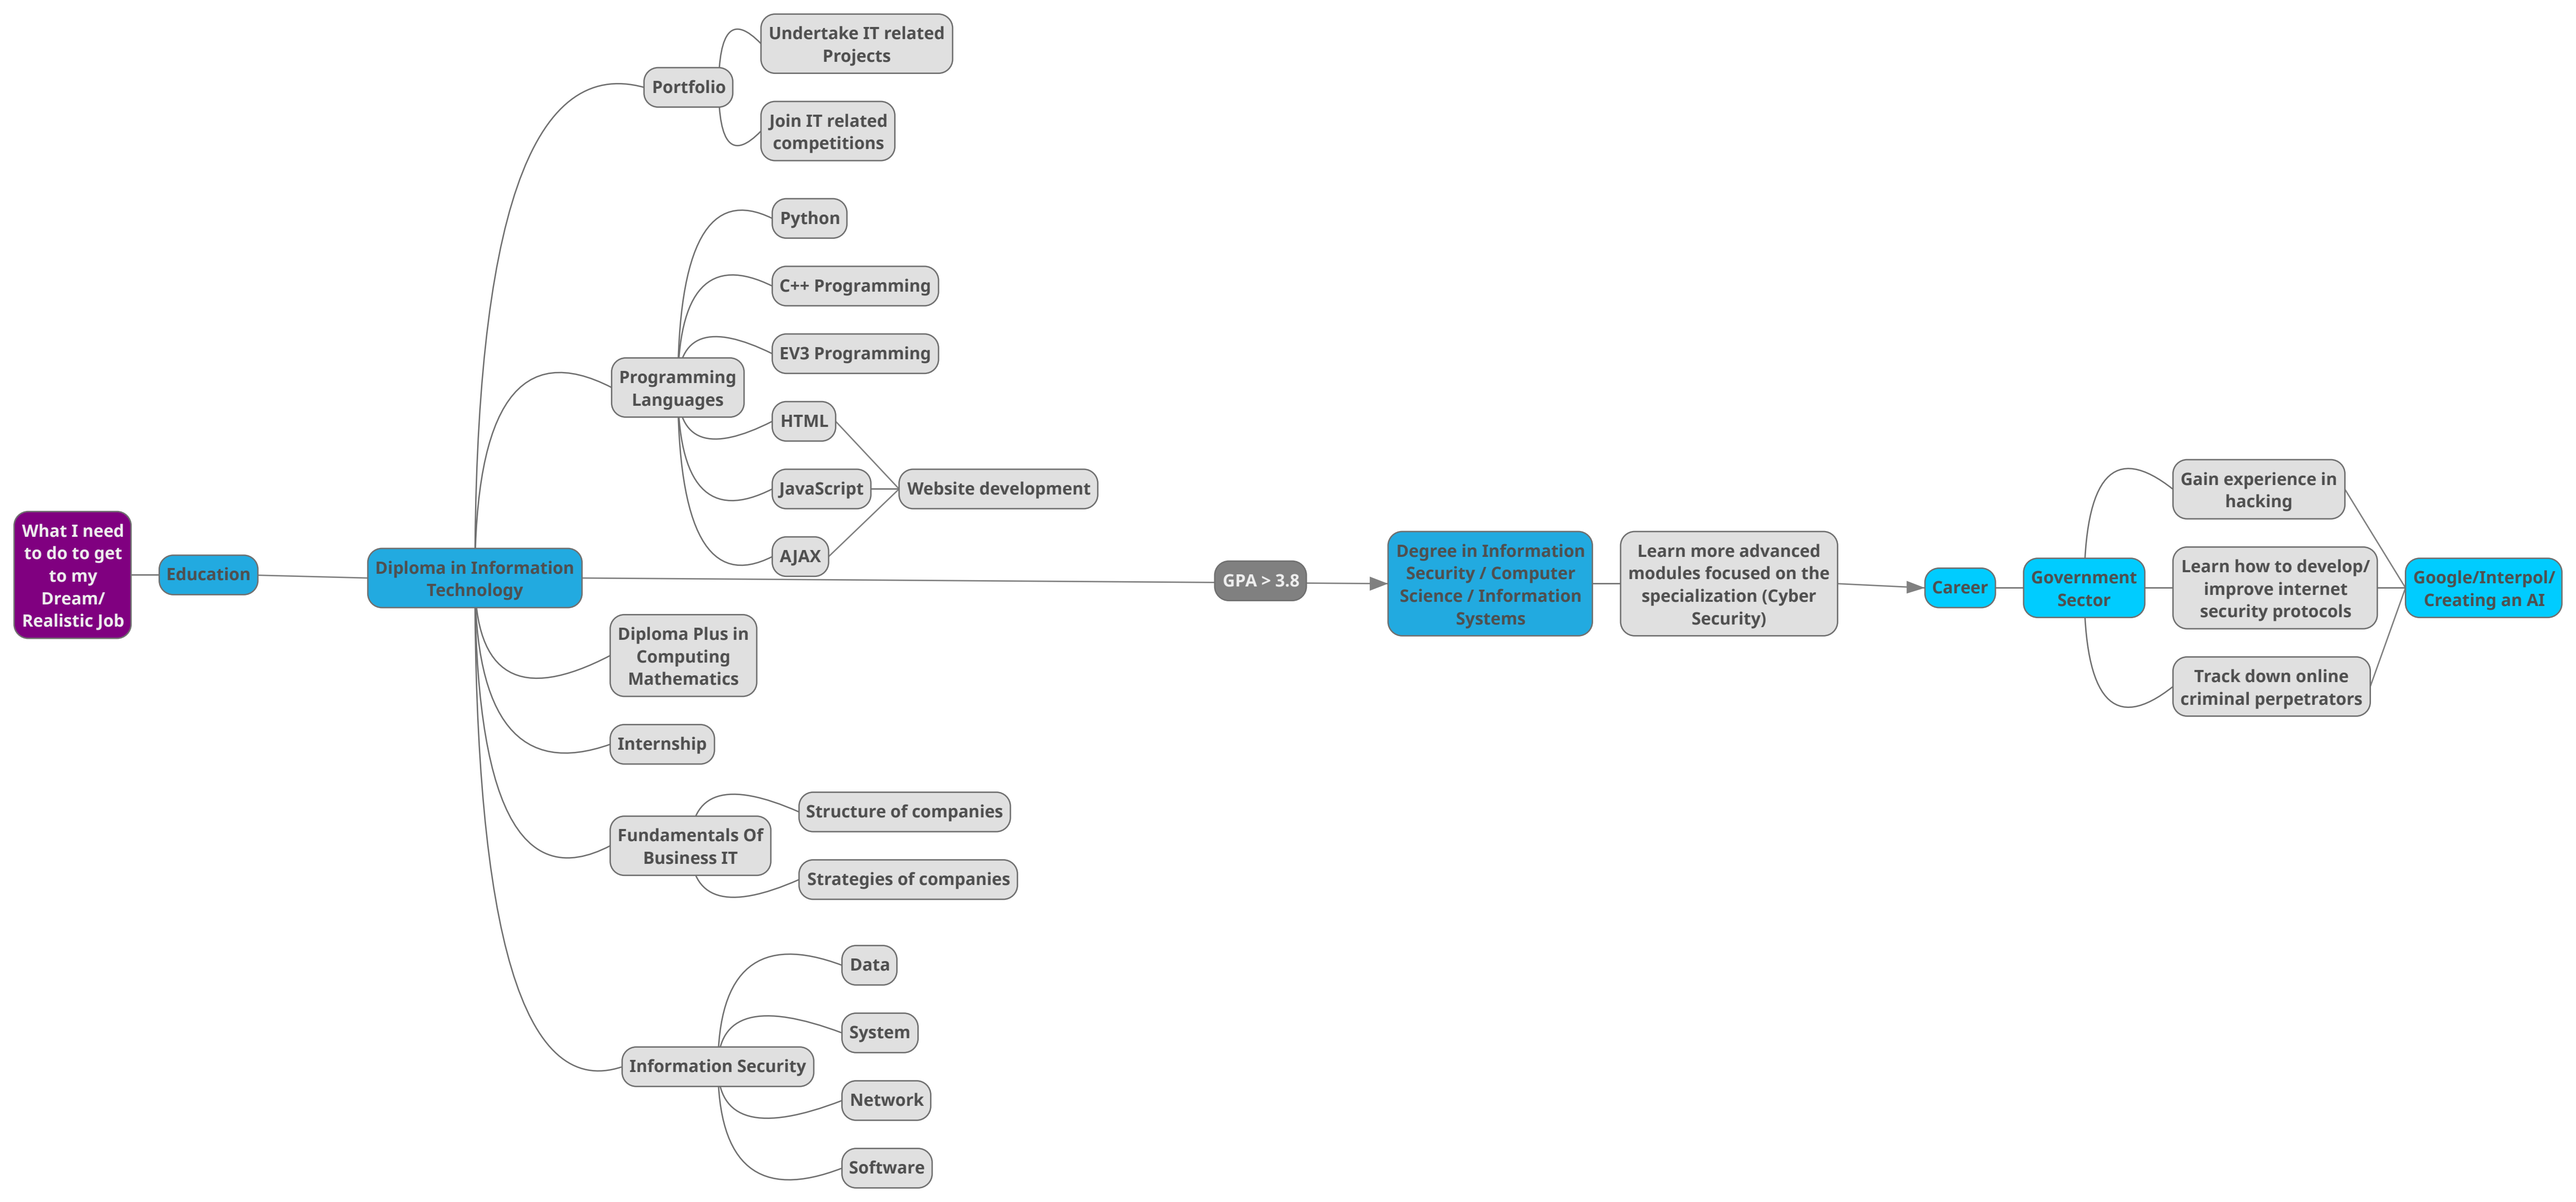 Undertake IT related
Projects
Portfolio
Join IT related
competitions
Python
C++ Programming
EV3 Programming
Programming
Languages
HTML
JavaScript
Website development
AJAX
What I need
to do to get
to my
Dream/
Realistic Job
Education
Diploma in Information
Technology
GPA > 3.8
Degree in Information
Security / Computer
Science / Information
Systems
Learn more advanced
modules focused on the
specialization (Cyber
Security)
Career
Government
Sector
Gain experience in
hacking
Learn how to develop/
improve internet
security protocols
Track down online
criminal perpetrators
Google/Interpol/
Creating an AI
Diploma Plus in
Computing
Mathematics
Internship
Fundamentals Of
Business IT
Structure of companies
Strategies of companies
Information Security
Data
System
Network
Software